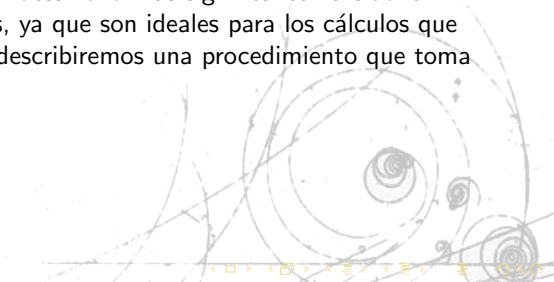 s, ya que son ideales para los cálculos que
describiremos una procedimiento que toma